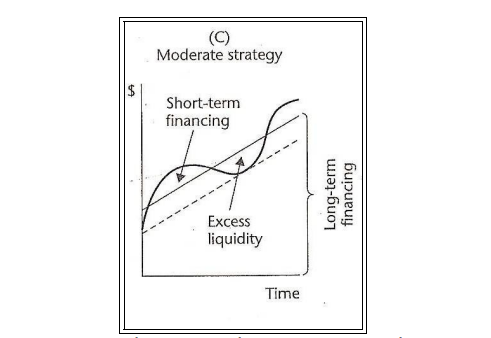 (C)
Moderate strategy
$
Short-term
financing
Excess
liquidity
Long-term
financing
Time